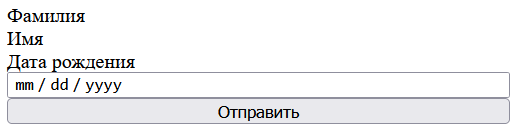 Фамилия
Имя
Дата рождения
mm / dd / yyyy
Отправить